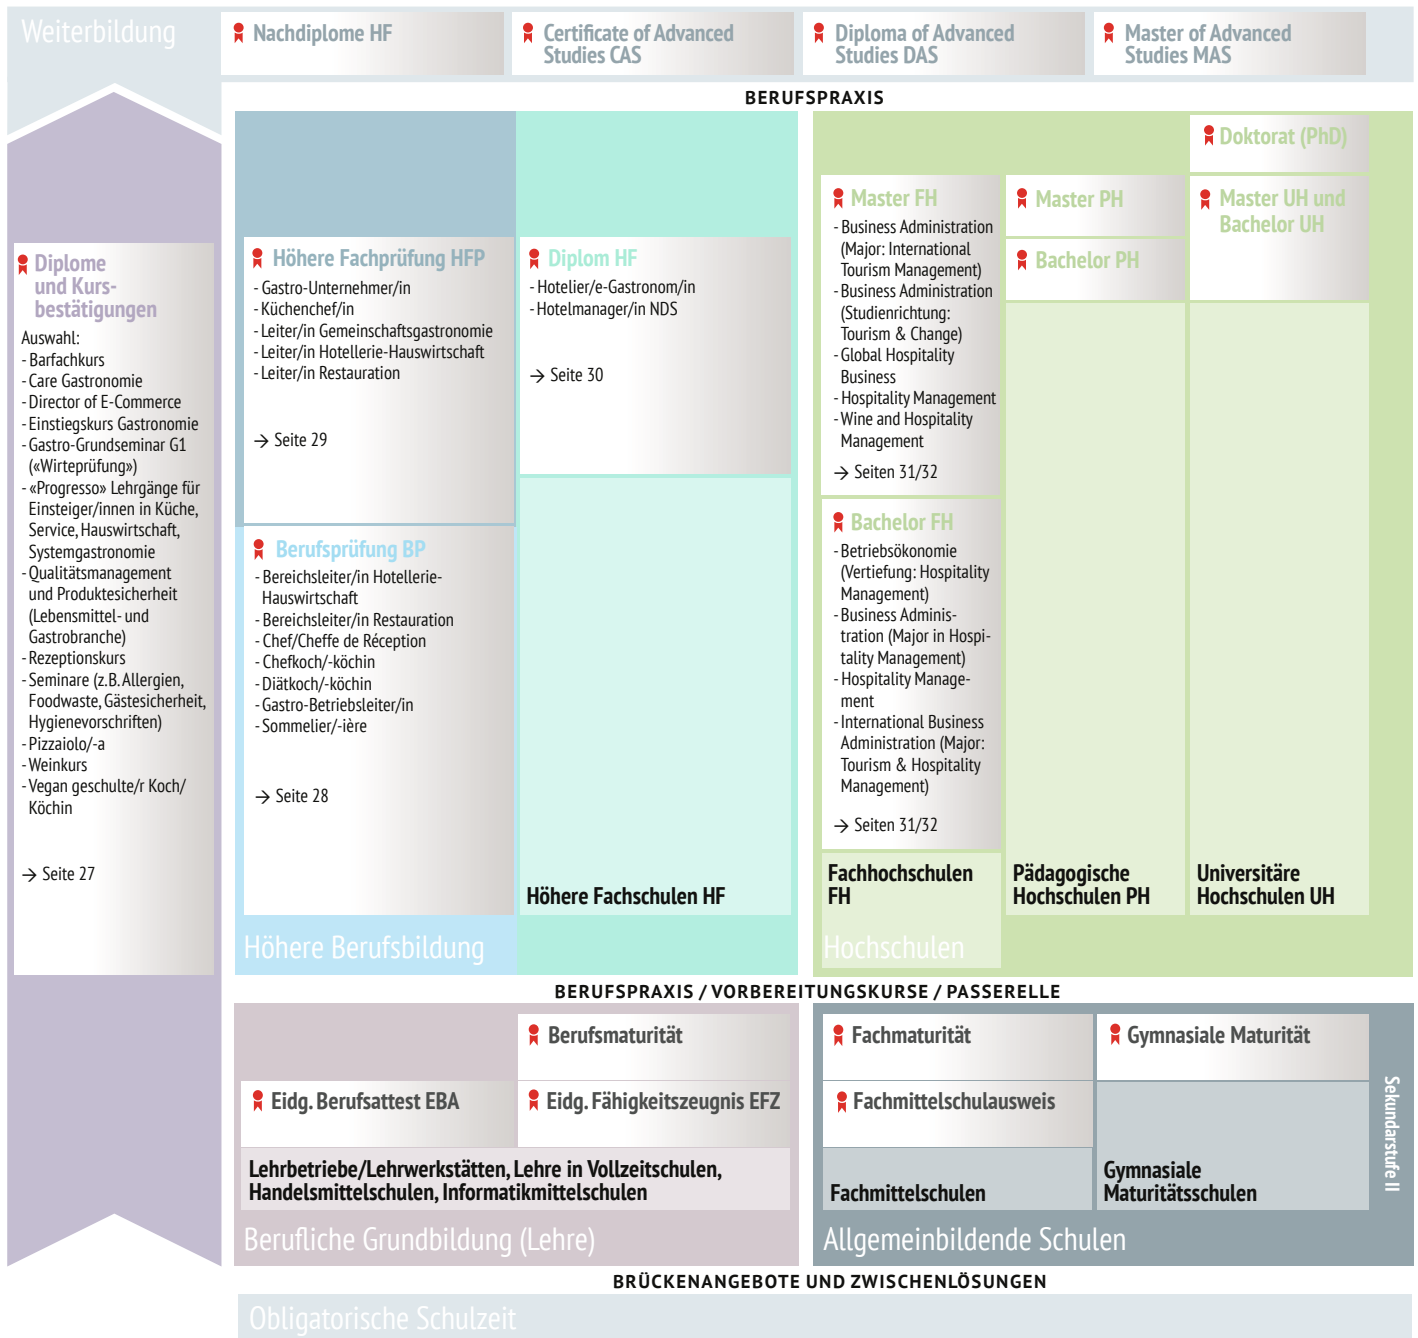 Weiterbildung
Nachdiplome HF
Certificate of Advanced
Studies CAS
Diploma of Advanced
Studies DAS
Master of Advanced
Studies MAS
BERUFSPRAXIS
Diplome
und Kurs-
bestätigungen
Auswahl:
- Barfachkurs
- Care Gastronomie
- Director of E-Commerce
- Einstiegskurs Gastronomie
- Gastro-Grundseminar G1
(«Wirteprüfung»)
- «Progresso» Lehrgänge für
Einsteiger/innen in Küche,
Service, Hauswirtschaft,
Systemgastronomie
- Qualitätsmanagement
und Produktesicherheit
(Lebensmittel- und
Gastrobranche)
- Rezeptionskurs
- Seminare (z.B. Allergien,
Foodwaste, Gästesicherheit,
Hygienevorschriften)
- Pizzaiolo/-a
- Weinkurs
- Vegan geschulte/r Koch/
Köchin
→ Seite 27
Höhere Fachprüfung HFP
- Gastro-Unternehmer/in
- Küchenchef/in
- Leiter/in Gemeinschaftsgastronomie
- Leiter/in Hotellerie-Hauswirtschaft
- Leiter/in Restauration
→ Seite 29
Berufsprüfung BP
- Bereichsleiter/in Hotellerie-
Hauswirtschaft
- Bereichsleiter/in Restauration
- Chef/Cheffe de Réception
- Chefkoch/-köchin
- Diätkoch/-köchin
- Gastro-Betriebsleiter/in
- Sommelier/-ière
→ Seite 28
Diplom HF
- Hotelier/e-Gastronom/in
- Hotelmanager/in NDS
→ Seite 30
Höhere Fachschulen HF
Höhere Berufsbildung
Master FH
- Business Administration
(Major: International
Tourism Management)
- Business Administration
(Studienrichtung:
Tourism & Change)
- Global Hospitality
Business
- Hospitality Management
- Wine and Hospitality
Management
→ Seiten 31/32
Bachelor FH
- Betriebsökonomie
(Vertiefung: Hospitality
Management)
- Business Adminis-
tration (Major in Hospi-
tality Management)
- Hospitality Manage-
ment
- International Business
Administration (Major:
Tourism & Hospitality
Management)
→ Seiten 31/32
Fachhochschulen
FH
Master PH
Bachelor PH
Pädagogische
Hochschulen PH
Doktorat (PhD)
Master UH und
Bachelor UH
Universitäre
Hochschulen UH
Hochschulen
BERUFSPRAXIS / VORBEREITUNGSKURSE / PASSERELLE
Berufsmaturität
Eidg. Berufsattest EBA
Eidg. Fähigkeitszeugnis EFZ
Lehrbetriebe/Lehrwerkstätten, Lehre in Vollzeitschulen,
Handelsmittelschulen, Informatikmittelschulen
Berufliche Grundbildung (Lehre)
Fachmaturität
Fachmittelschulausweis
Fachmittelschulen
Gymnasiale Maturität
Gymnasiale
Maturitätsschulen
Allgemeinbildende Schulen
Sekundarstufe II
BRÜCKENANGEBOTE UND ZWISCHENLÖSUNGEN
Obligatorische Schulzeit